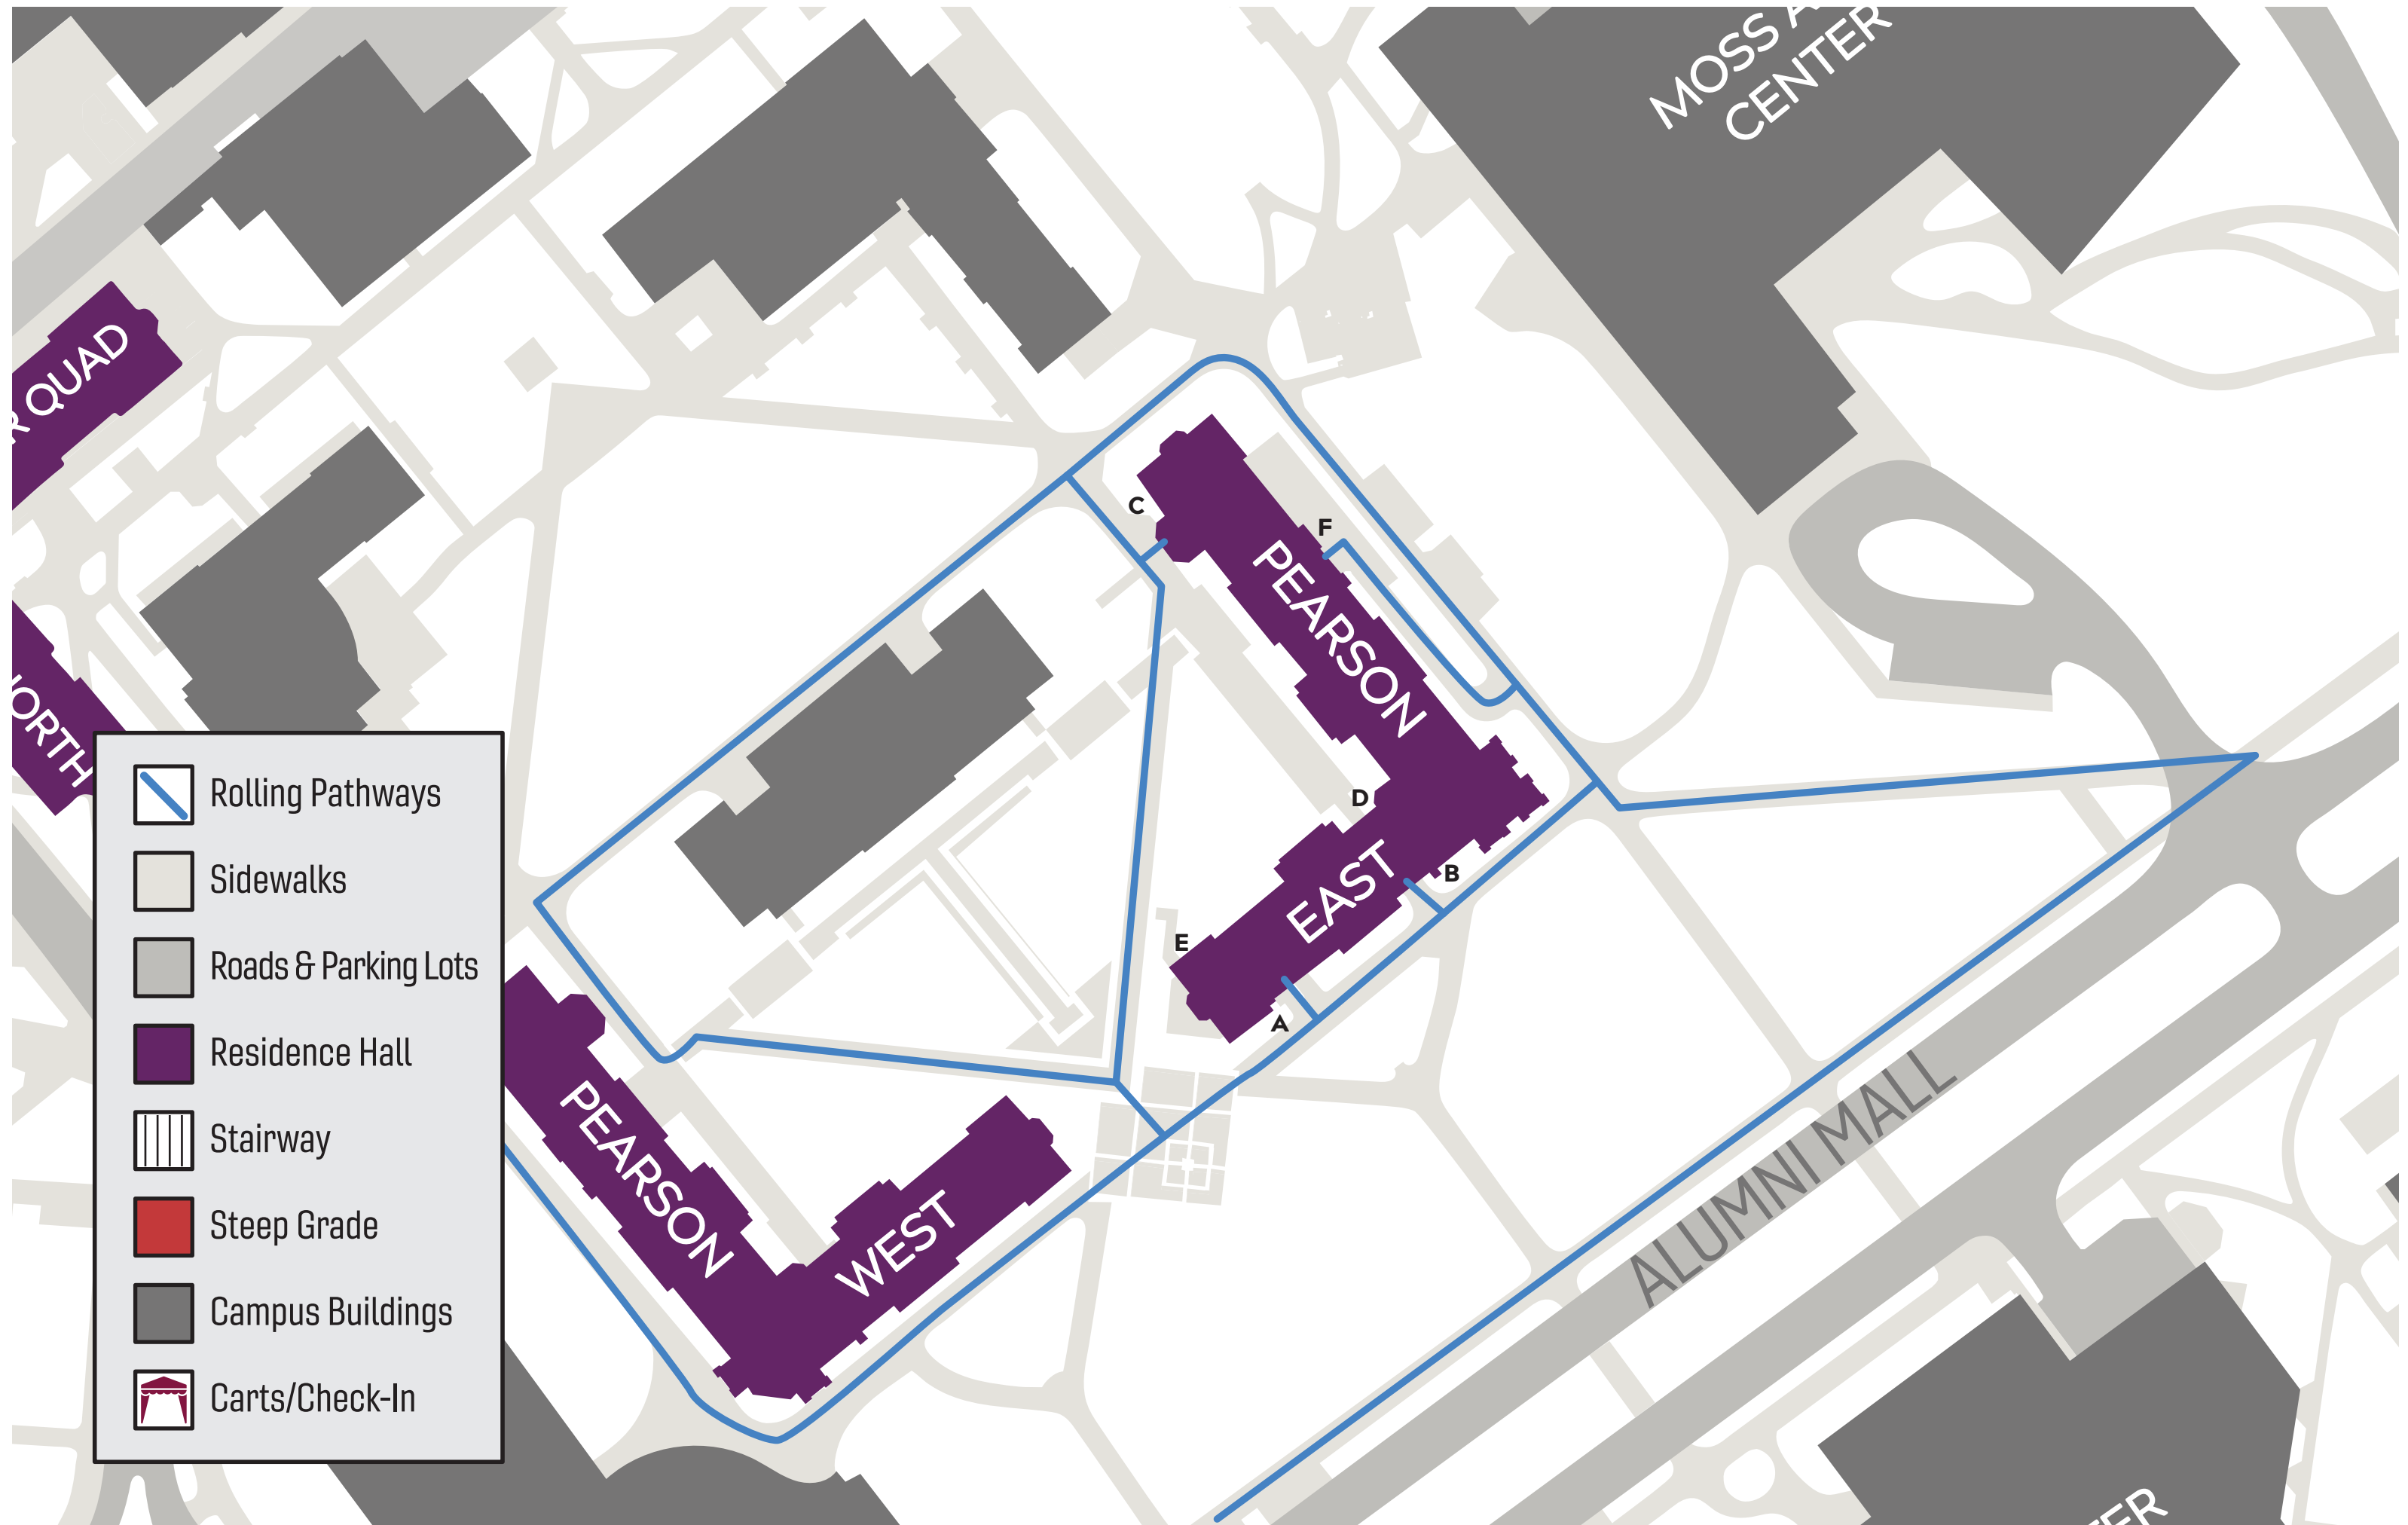 MOSS A
CENTER
R QUAD
C
F
PEARSON
ORTH
D
B
EAST
E
A
Rolling Pathways
Sidewalks
Roads & Parking Lots
Residence Hall
Stairway
Steep Grade
Campus Buildings
Carts/Check-In
PEARSON
WEST
ALUMNI MALL
TER